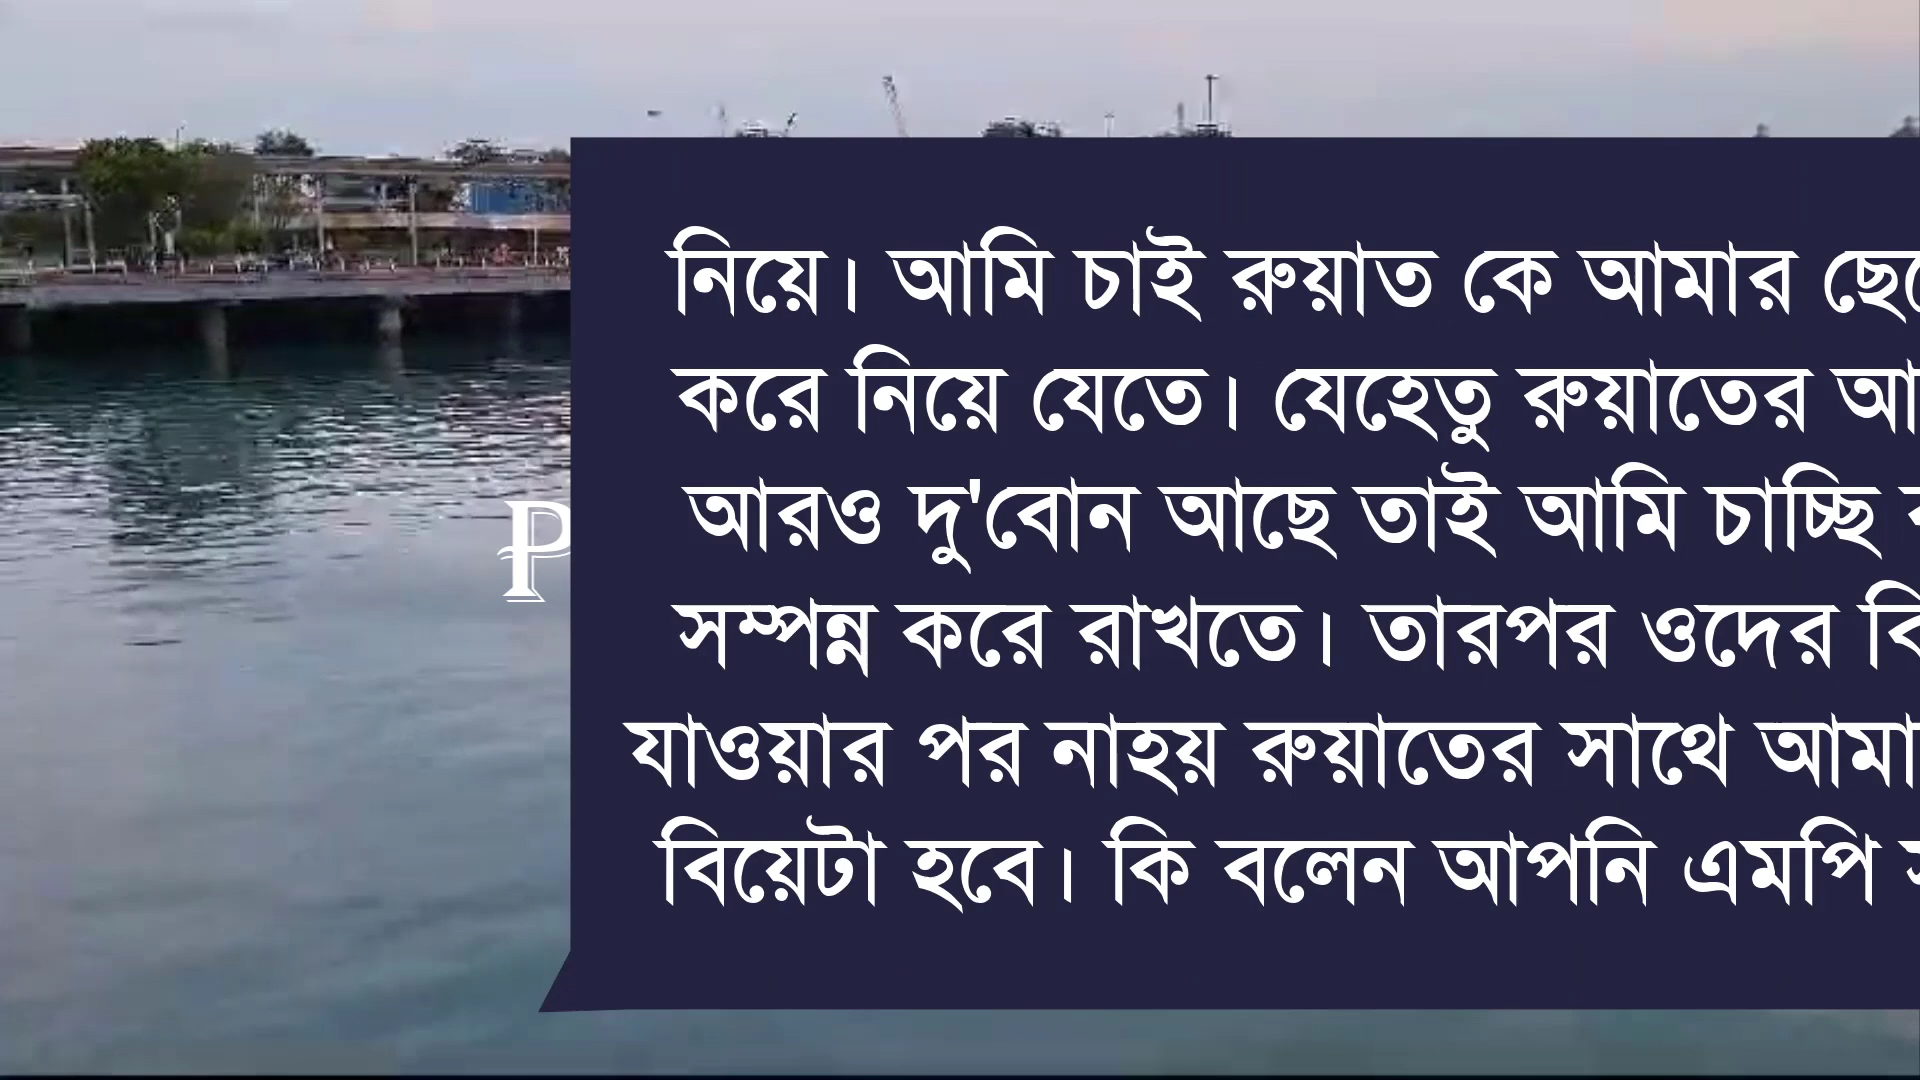 নিয়ে। আমি চাই রুয়াত কে আমার
করে নিয়ে যেতে। যেহেতু রুয়াতের
আরও দু'বোন আছে তাই আমি চাচ্ছি
সম্পন্ন করে রাখতে। তারপর ওদের
যাওয়ার পর নাহয় রুয়াতের সাথে
বিয়েটা হবে। কি বলেন আপনি এমপি